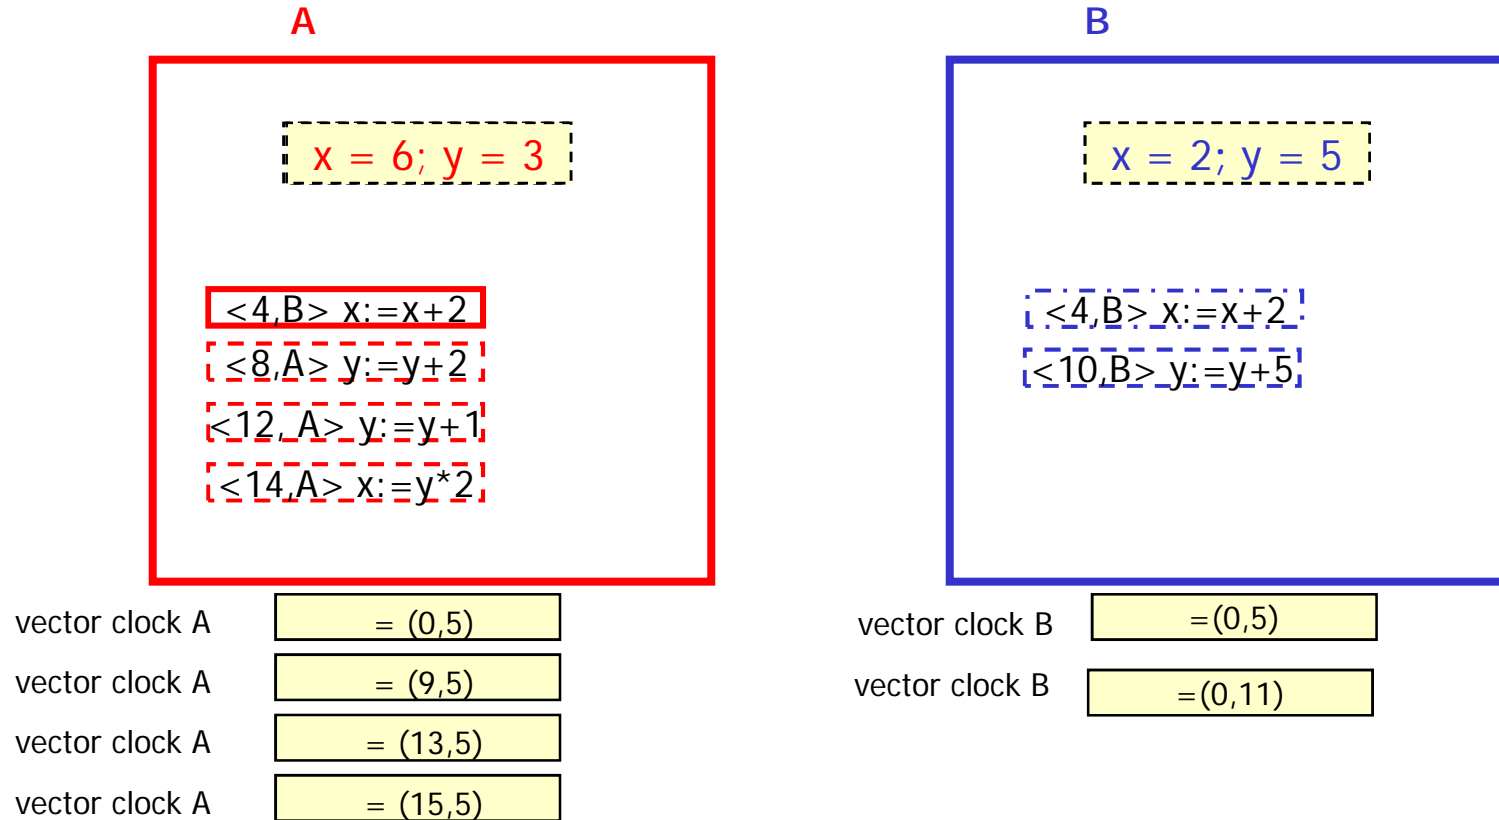 A
B
x = 6; y = 3
x = 2; y = 5
<4,B> x:=x+2
<8,A> y:=y+2
<12, A> y:=y+1
<14,A> x:=y*2
<4,B> x:=x+2
<10,B> y:=y+5
vector clock A = (0,5)
vector clock A = (9,5)
vector clock A = (13,5)
vector clock A = (15,5)
vector clock B =(0,5)
vector clock B =(0,11)